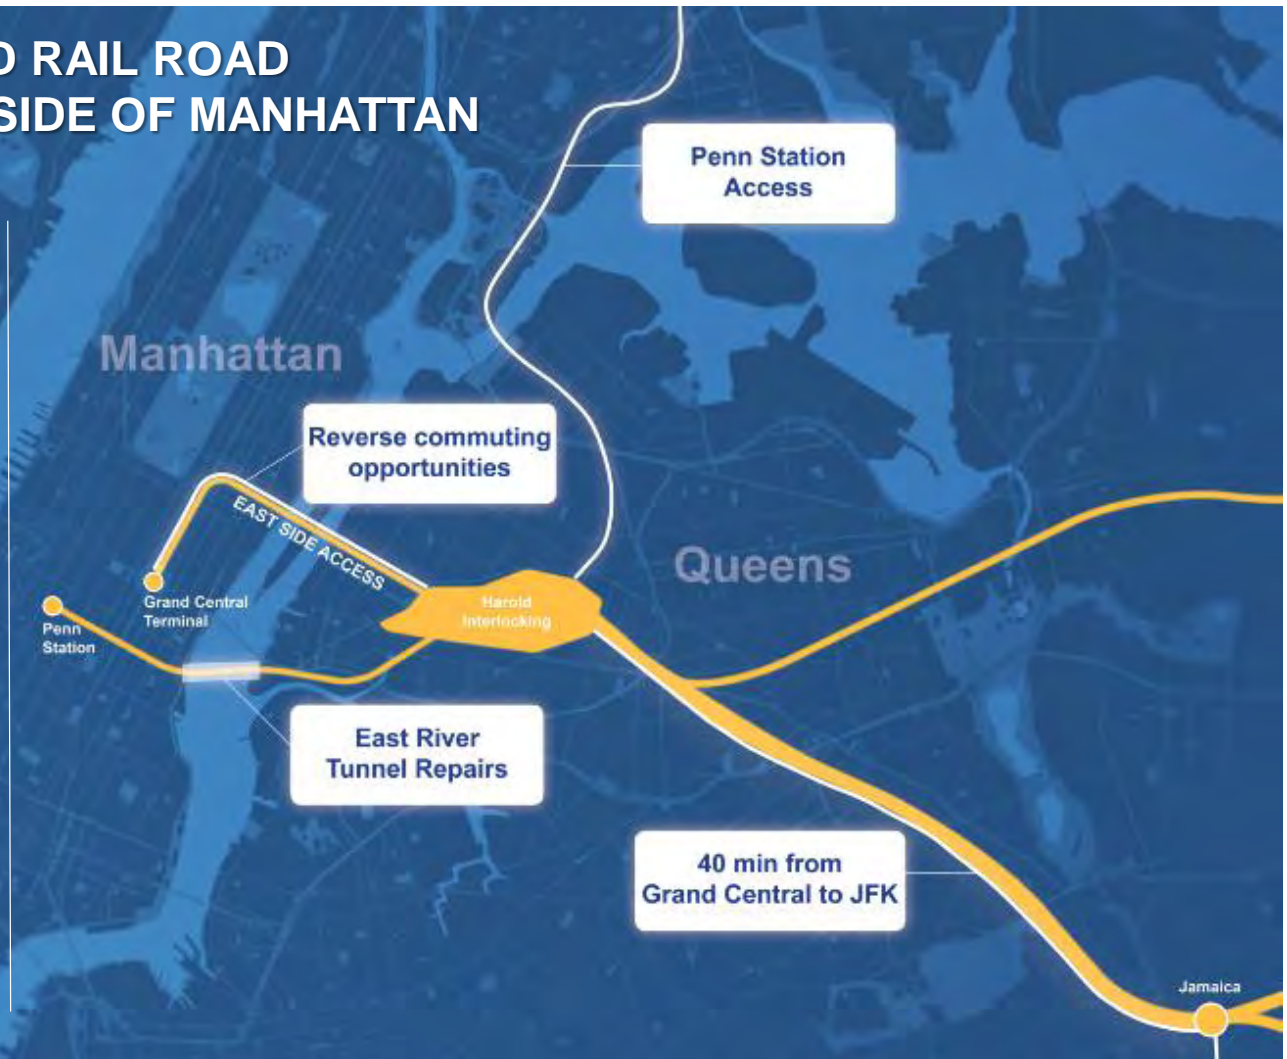 D RAIL ROAD
SIDE OF MANHATTAN
Penn Station
Access
Manhattan
Reverse commuting
opportunities
EAST SIDE ACCESS
Queens
Grand Central
Terminal
Harold
Interlocking
Penn
Station
East River
Tunnel Repairs
40 min from
Grand Central to JFK
Jamaica